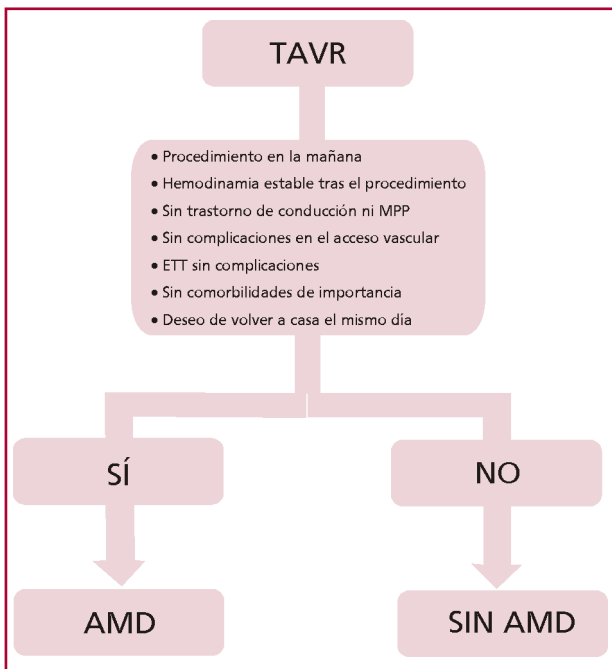 TAVR
• Procedimiento en la mañana
• Hemodinamia estable tras el procedimiento
• Sin trastorno de conducción ni MPP
• Sin complicaciones en el acceso vascular
• ETT sin complicaciones
• Sin comorbilidades de importancia
• Deseo de volver a casa el mismo día
SÍ
NO
AMD
SIN AMD